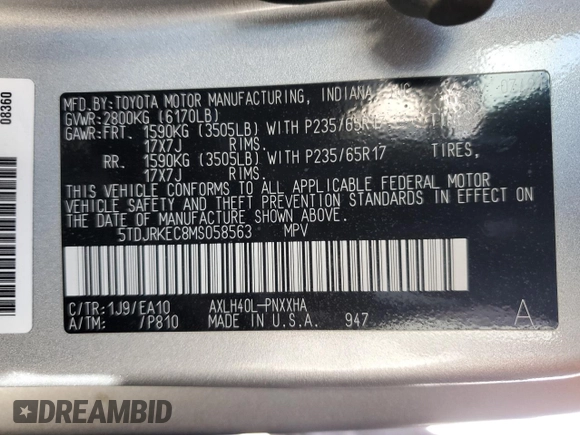 MFD.BY:TOYOTA MOTOR MANUFACTURING, INDIANA,
GVWR:2800KG (6170LB)
GAWR:FRT. 1590KG (3505LB) WITH P235/65R
17X7J RIMS.
RR. 1590KG (3505LB) WITH P235/65R17 TIRES,
17X7J RIMS.
THIS VEHICLE CONFORMS TO ALL APPLICABLE FEDERAL MOTOR
VEHICLE SAFETY AND THEFT PREVENTION STANDARDS IN EFFECT ON
THE DATE OF MANUFACTURE SHOWN ABOVE.
5TDJRKEC8MS058563 MPV
C/TR:1J9/EA10 AXLH40L-PNXXHA
A/TM: /P810 MADE IN U.S.A. 947 A
08360
DREAMBID